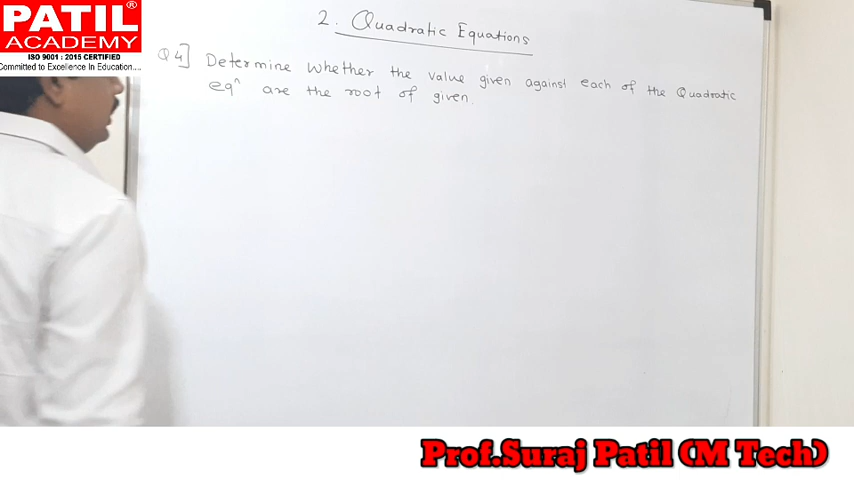 PATIL®
ACADEMY
ISO 9001 : 2015 CERTIFIED
Committed to Excellence In Education....
2. Quadratic Equations
Q4] Determine whether the value given against each of the Quadratic
eqⁿ are the root of given.
Prof.Suraj Patil (M Tech)